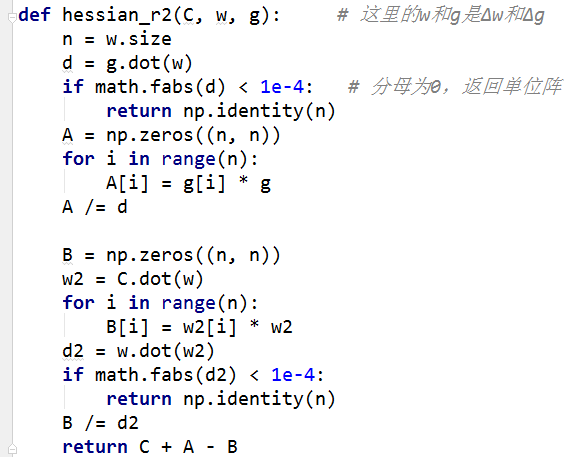 def hessian_r2(C, w, g):      # 这里的w和g是Δw和Δg
    n = w.size
    d = g.dot(w)
    if math.fabs(d) < 1e-4:   # 分母为0，返回单位阵
        return np.identity(n)
    A = np.zeros((n, n))
    for i in range(n):
        A[i] = g[i] * g
    A /= d

    B = np.zeros((n, n))
    w2 = C.dot(w)
    for i in range(n):
        B[i] = w2[i] * w2
    d2 = w.dot(w2)
    if math.fabs(d2) < 1e-4:
        return np.identity(n)
    B /= d2
    return C + A - B